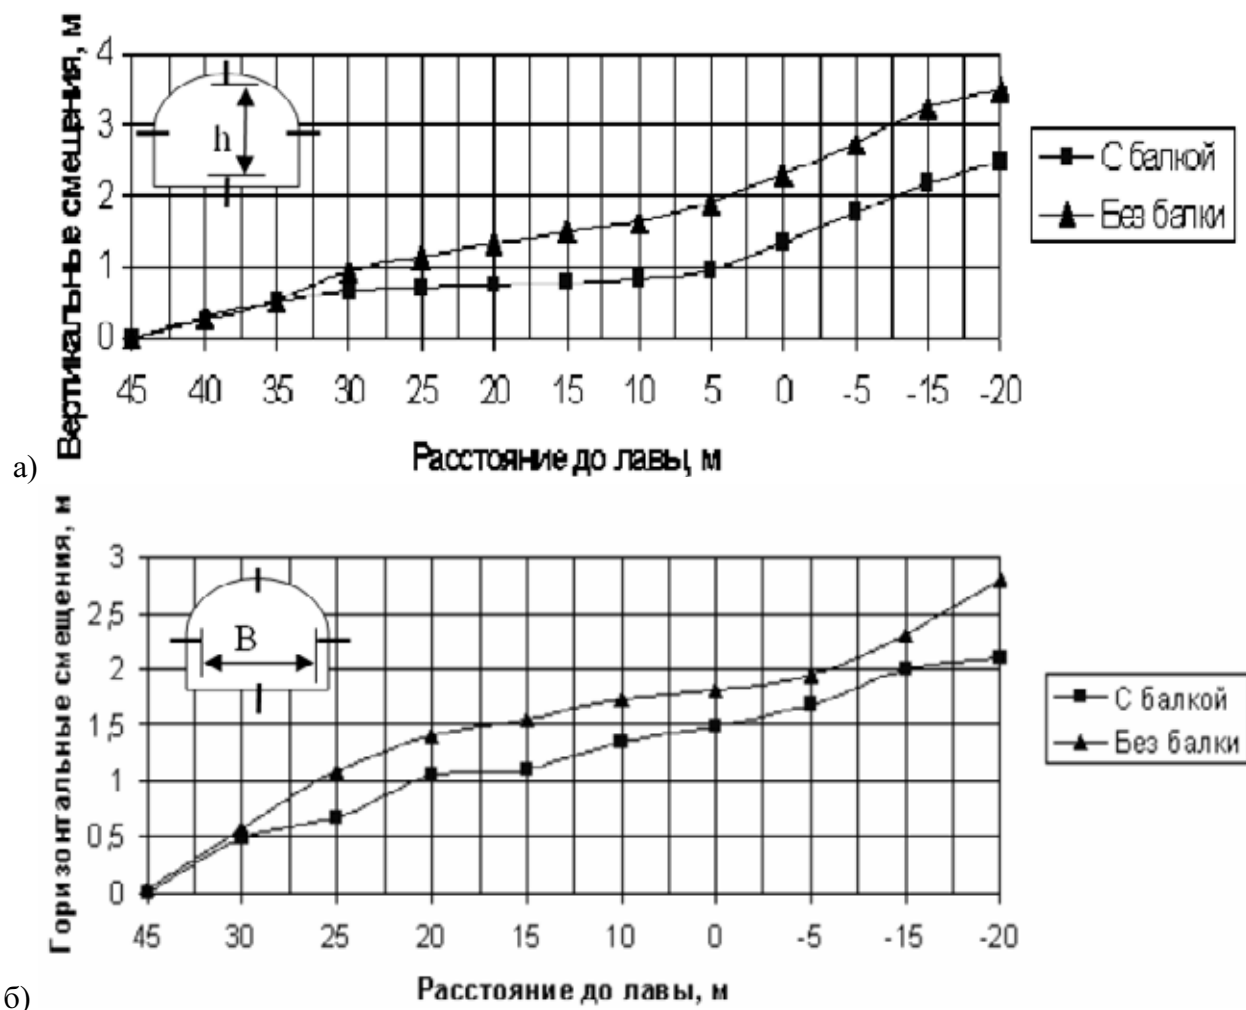 Вертикальные смещения, м
4
3
2
1
0
h
45 40 35 30 25 20 15 10 5 0 -5 -15 -20
Расстояние до лавы, м
С балкой
Без балки
а)
Горизонтальные смещения, м
3
2,5
2
1,5
1
0,5
0
B
45 30 25 20 15 10 0 -5 -15 -20
Расстояние до лавы, м
С балкой
Без балки
б)